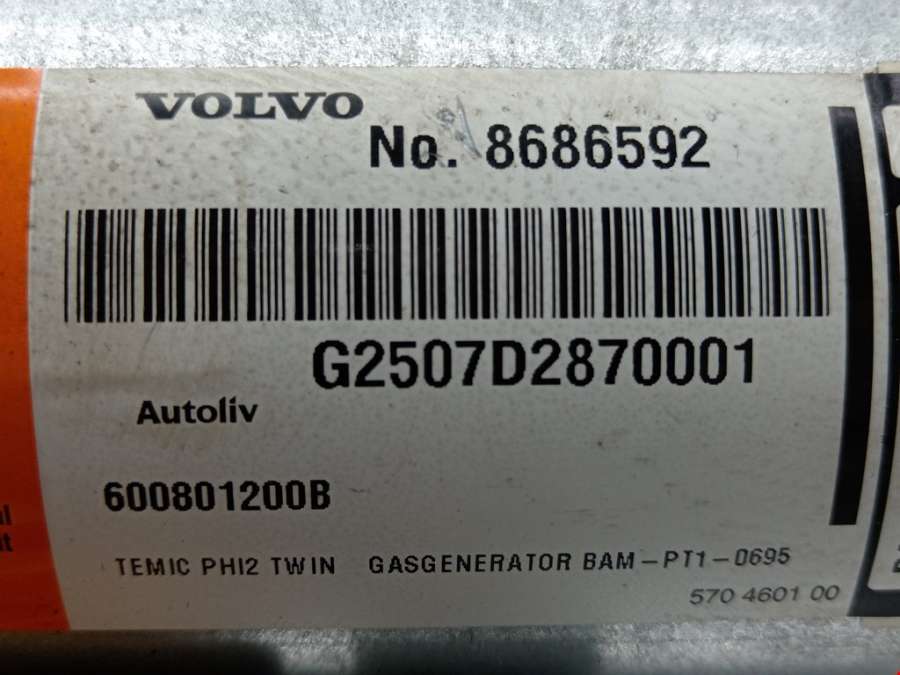 VOLVO
No. 8686592
G2507D2870001
Autoliv
600801200B
TEMIC PHI2 TWIN GASGENERATOR BAM-PT1-0695
570 4601 00